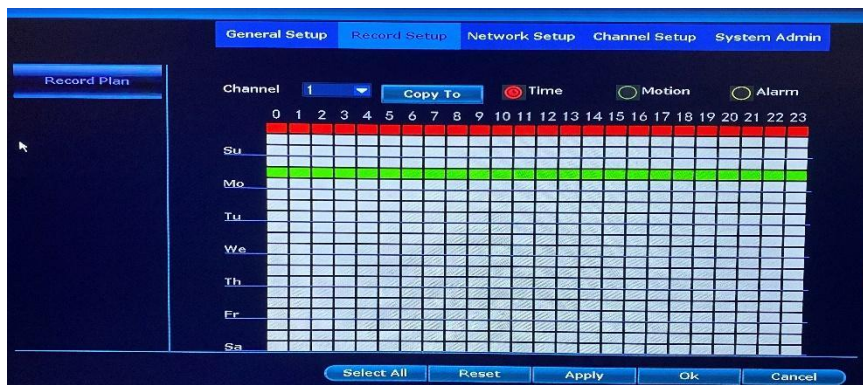 General Setup Record Setup Network Setup Channel Setup System Admin
Record Plan
Channel 1 Copy To Time Motion Alarm
0 1 2 3 4 5 6 7 8 9 10 11 12 13 14 15 16 17 18 19 20 21 22 23
Su
Mo
Tu
We
Th
Fr
Sa
Select All Reset Apply Ok Cancel